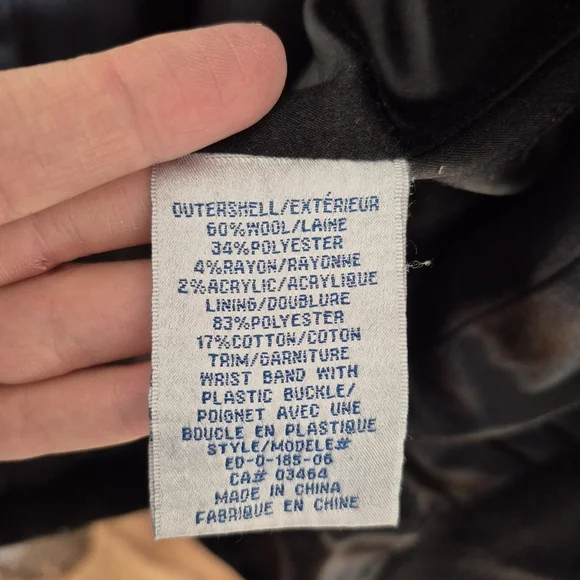 OUTERSHELL/EXTÉRIEUR
60%WOOL/LAINE
34%POLYESTER
4%RAYON/RAYONNE
2%ACRYLIC/ACRYLIQUE
LINING/DOUBLURE
83%POLYESTER
17%COTTON/COTON
TRIM/GARNITURE
WRIST BAND WITH
PLASTIC BUCKLE/
POIGNET AVEC UNE
BOUCLE EN PLASTIQUE
STYLE/MODELE#
ED-0-185-06
CA# 03464
MADE IN CHINA
FABRIQUE EN CHINE